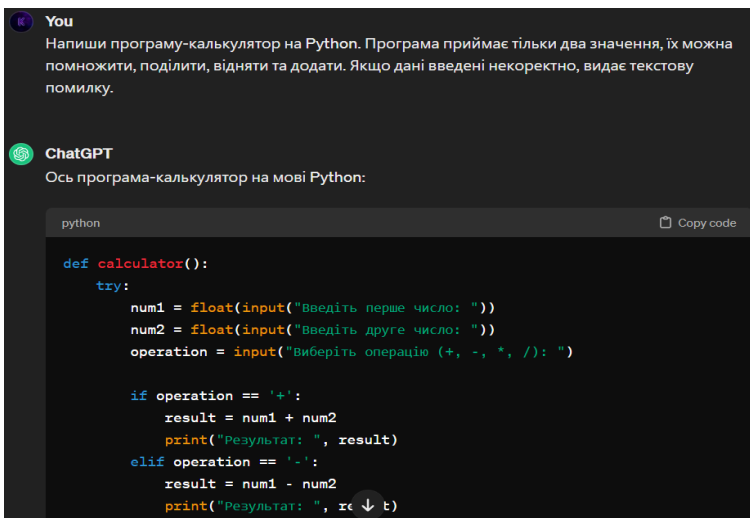 K
You
Напиши програму-калькулятор на Python. Програма приймає тільки два значення, їх можна
помножити, поділити, відняти та додати. Якщо дані введені некоректно, видає текстову
помилку.
ChatGPT
Ось програма-калькулятор на мові Python:
python
Copy code
def calculator():
    try:
        num1 = float(input("Введіть перше число: "))
        num2 = float(input("Введіть друге число: "))
        operation = input("Виберіть операцію (+, -, *, /): ")
        if operation == '+':
            result = num1 + num2
            print("Результат: ", result)
        elif operation == '-':
            result = num1 - num2
            print("Результат: ", re t)